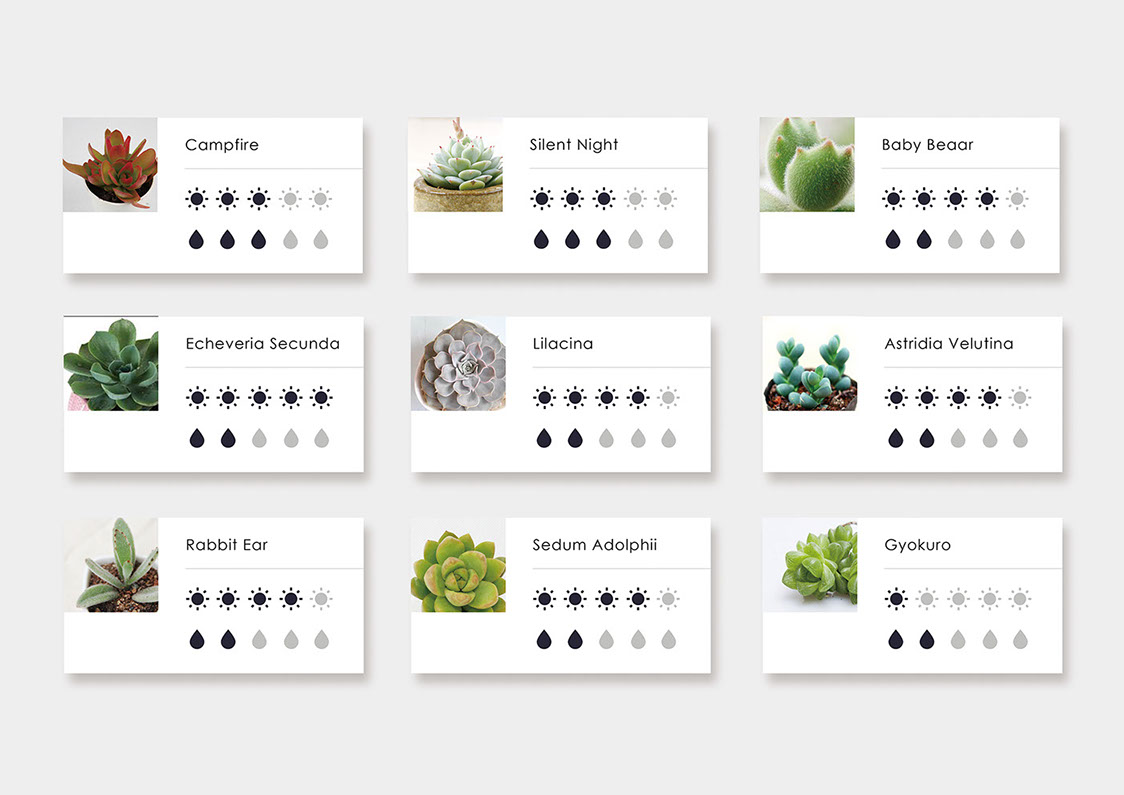 Campfire
Silent Night
Baby Beaar
Echeveria Secunda
Lilacina
Astridia Velutina
Rabbit Ear
Sedum Adolphii
Gyokuro